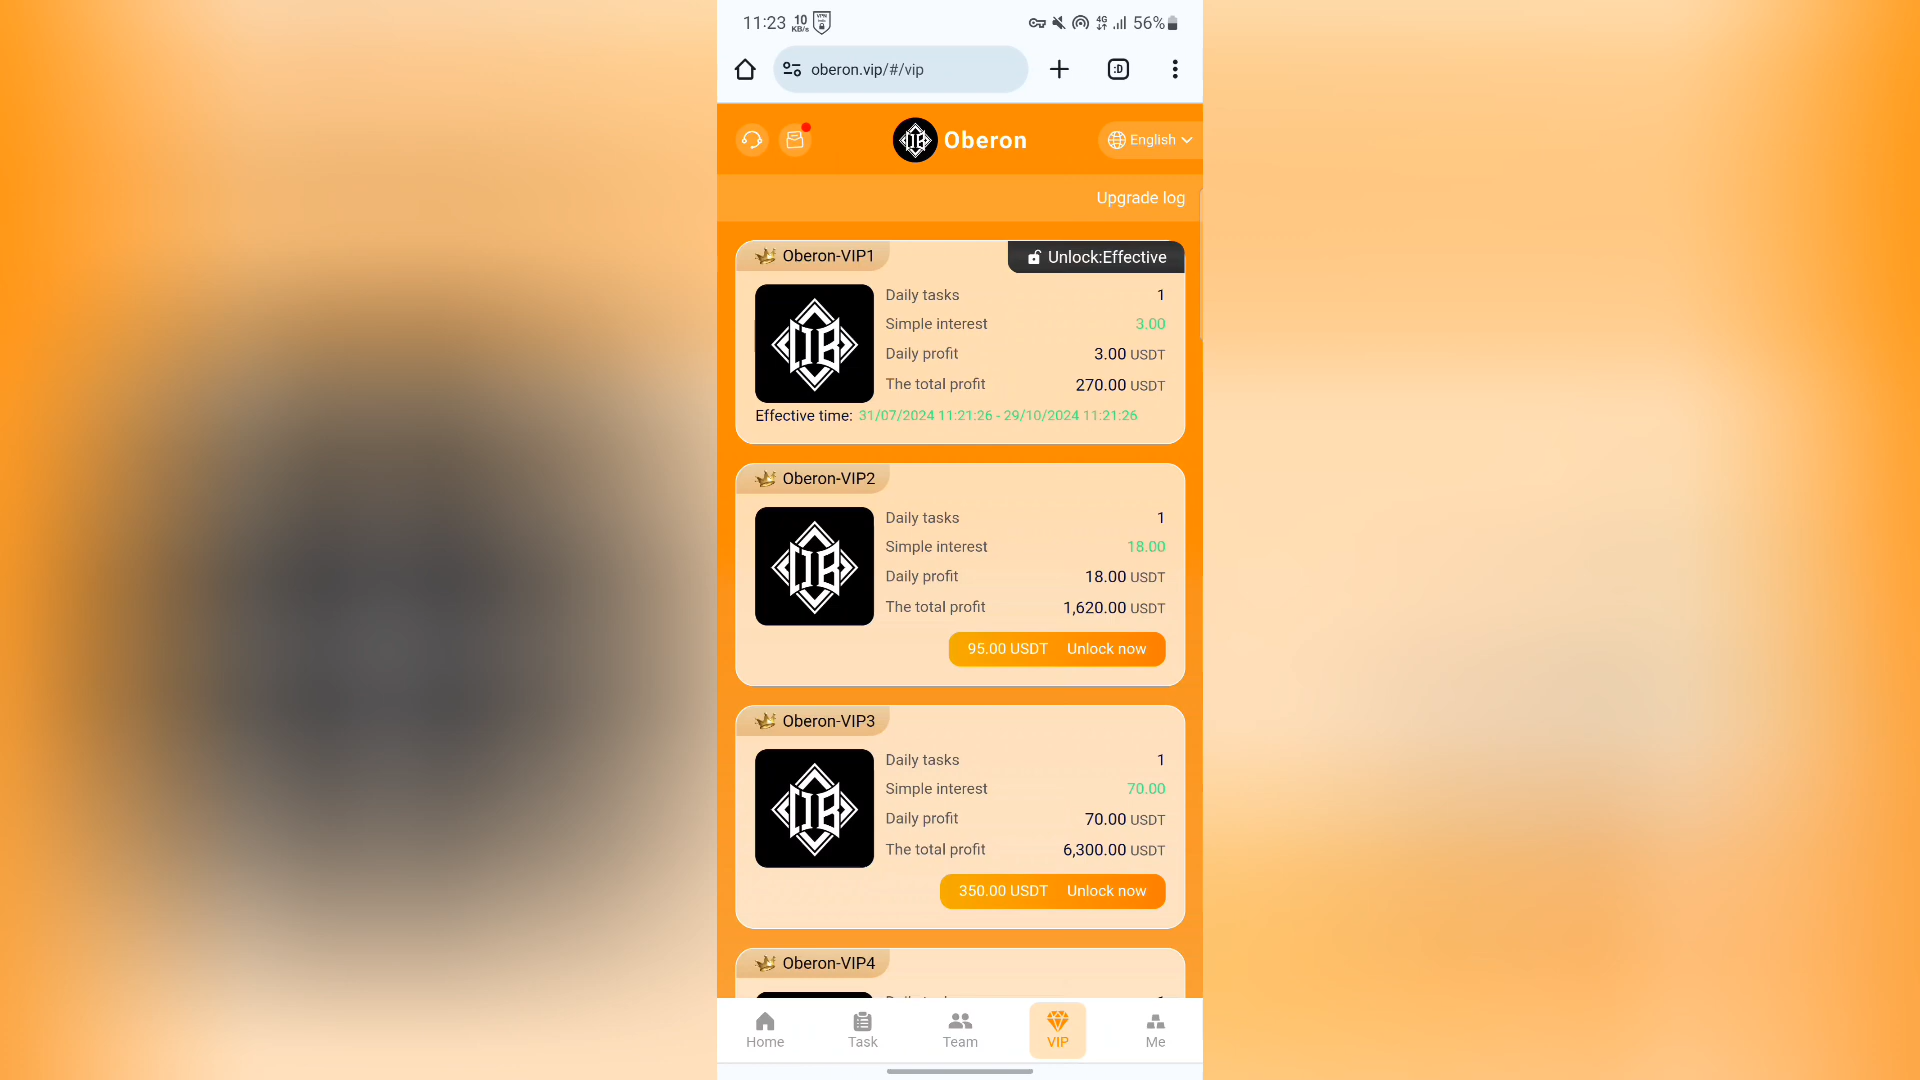 11:23 10 KB/s VPN 4G 56%
oberon.vip/#/vip :D
Oberon English
Upgrade log
Oberon-VIP1 Unlock:Effective
Daily tasks 1
Simple interest 3.00
Daily profit 3.00 USDT
The total profit 270.00 USDT
Effective time: 31/07/2024 11:21:26 - 29/10/2024 11:21:26
Oberon-VIP2
Daily tasks 1
Simple interest 18.00
Daily profit 18.00 USDT
The total profit 1,620.00 USDT
95.00 USDT Unlock now
Oberon-VIP3
Daily tasks 1
Simple interest 70.00
Daily profit 70.00 USDT
The total profit 6,300.00 USDT
350.00 USDT Unlock now
Oberon-VIP4
Home Task Team VIP Me